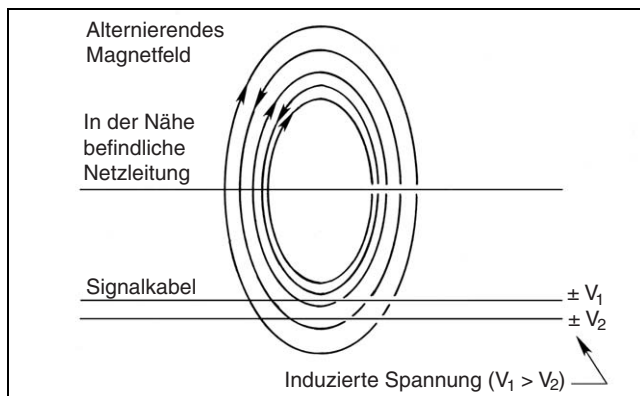 Alternierendes
Magnetfeld
In der Nähe
befindliche
Netzleitung
Signalkabel
± V₁
± V₂
Induzierte Spannung (V₁ > V₂)